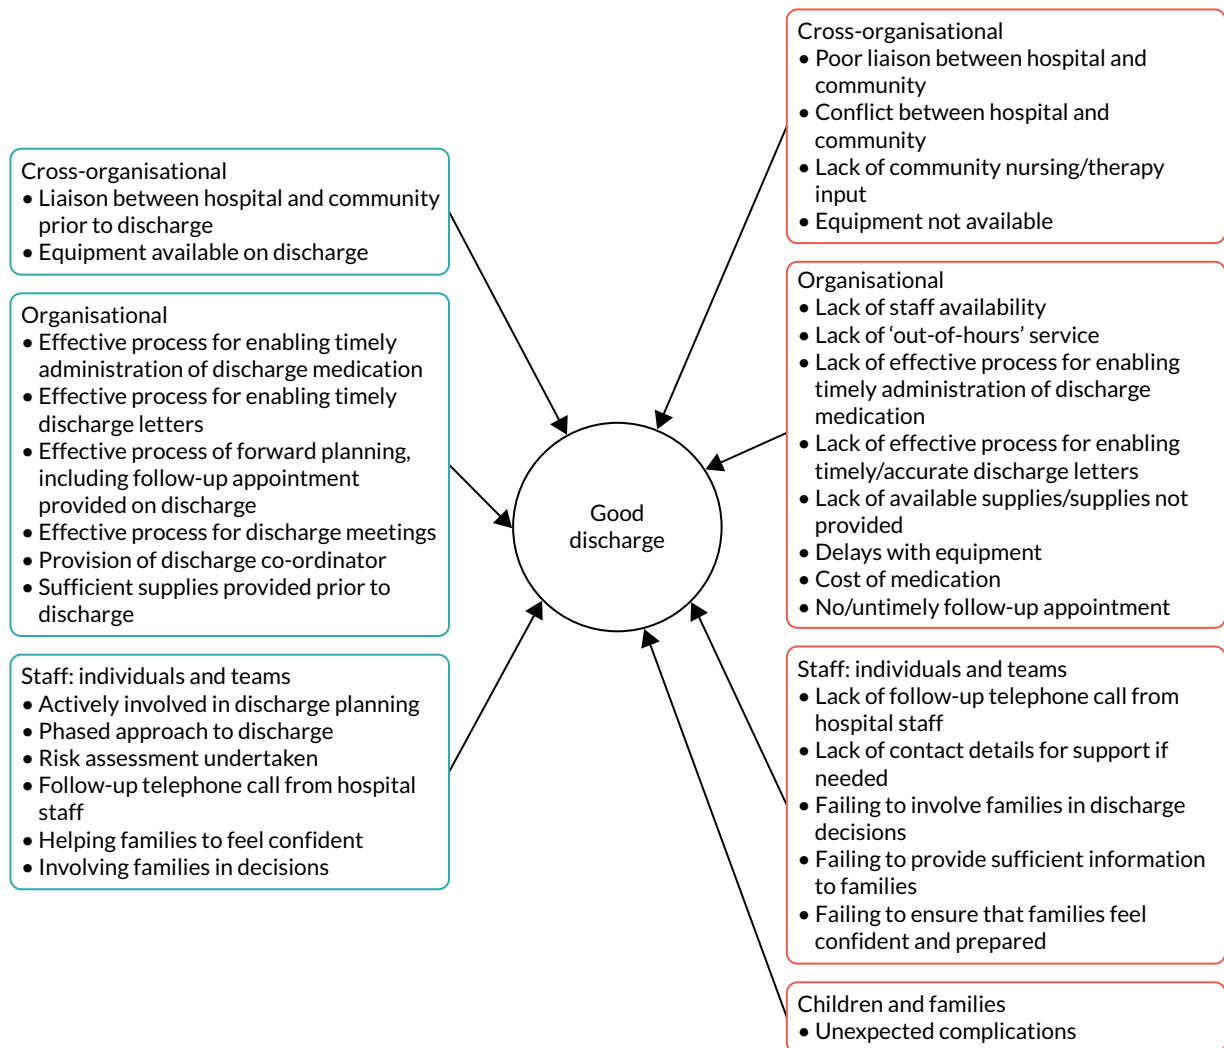 Cross-organisational
• Liaison between hospital and community
prior to discharge
• Equipment available on discharge
Organisational
• Effective process for enabling timely
administration of discharge medication
• Effective process for enabling timely
discharge letters
• Effective process of forward planning,
including follow-up appointment
provided on discharge
• Effective process for discharge meetings
• Provision of discharge co-ordinator
• Sufficient supplies provided prior to
discharge
Staff: individuals and teams
• Actively involved in discharge planning
• Phased approach to discharge
• Risk assessment undertaken
• Follow-up telephone call from hospital
staff
• Helping families to feel confident
• Involving families in decisions
Good
discharge
Cross-organisational
• Poor liaison between hospital and
community
• Conflict between hospital and
community
• Lack of community nursing/therapy
input
• Equipment not available
Organisational
• Lack of staff availability
• Lack of ‘out-of-hours’ service
• Lack of effective process for enabling
timely administration of discharge
medication
• Lack of effective process for enabling
timely/accurate discharge letters
• Lack of available supplies/supplies not
provided
• Delays with equipment
• Cost of medication
• No/untimely follow-up appointment
Staff: individuals and teams
• Lack of follow-up telephone call from
hospital staff
• Lack of contact details for support if
needed
• Failing to involve families in discharge
decisions
• Failing to provide sufficient information
to families
• Failing to ensure that families feel
confident and prepared
Children and families
• Unexpected complications